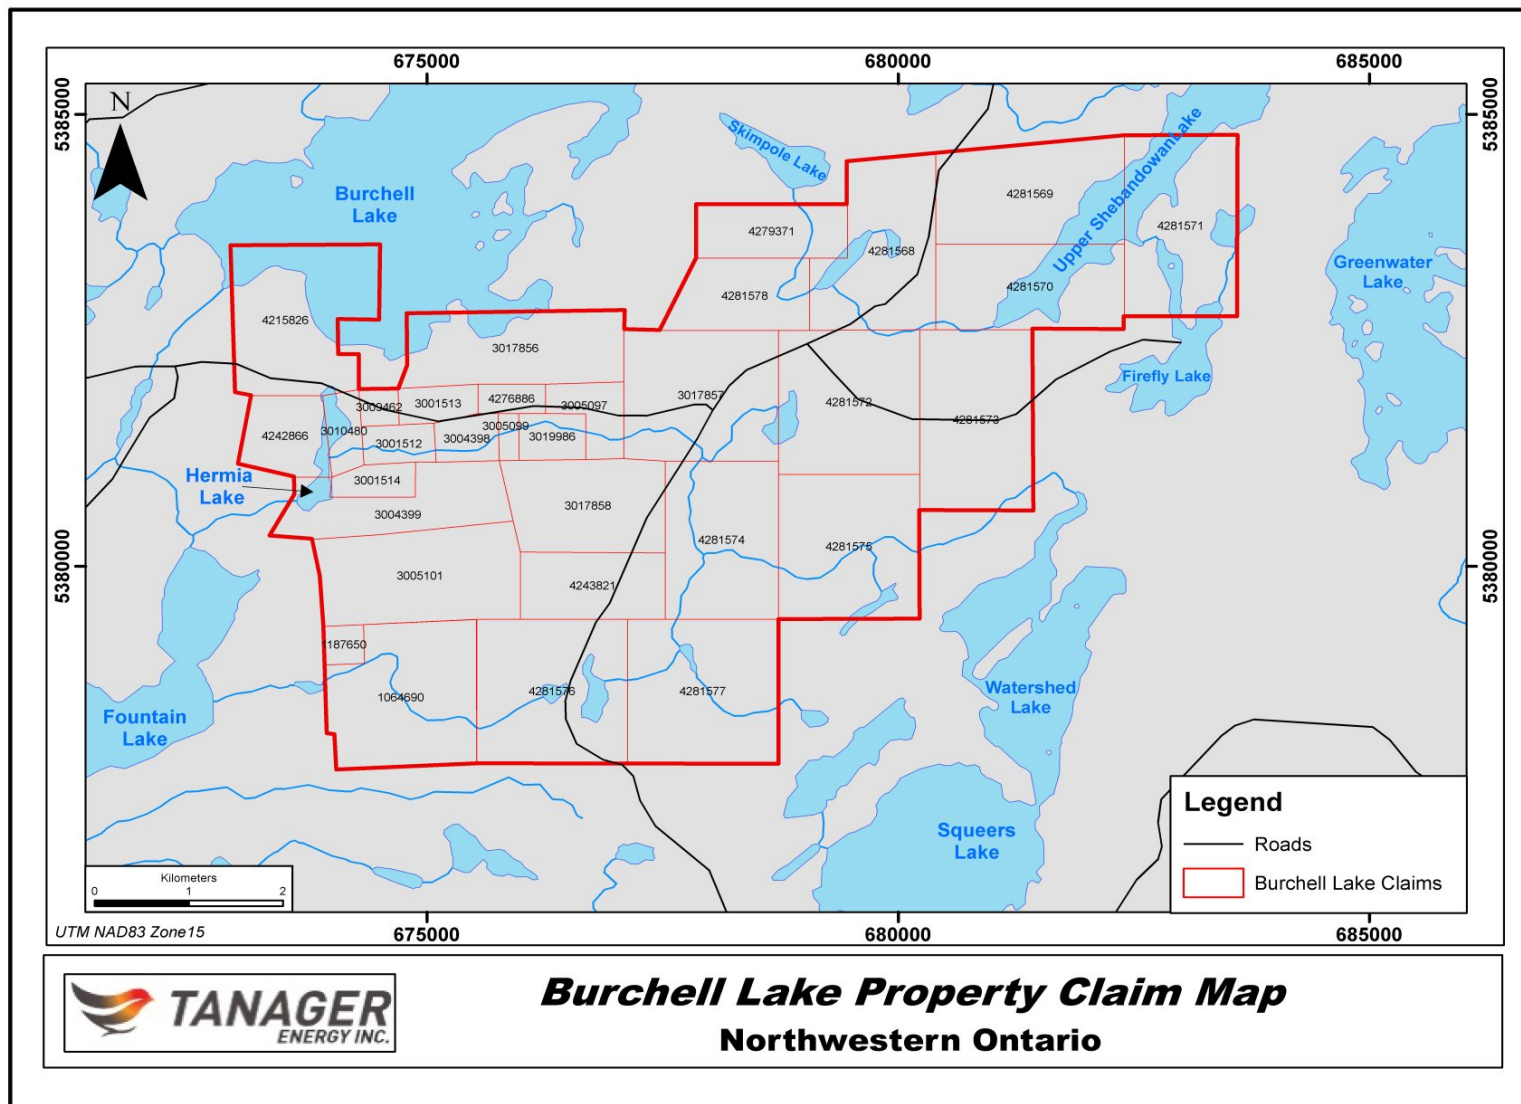 675000
680000
685000
5385000
5385000
N
Skimpole Lake
Upper Shebandowan Lake
Burchell
Lake
4281569
4279371
4281571
4281568
Greenwater
Lake
4281578
4281570
4215826
3017856
Firefly Lake
3017857
4276886
3009462
3001513
3005097
4281572
4281573
3005099
3010480
4242866
3001512
3004398
3019986
Hermia
Lake
3001514
3017858
3004399
4281574
4281575
5380000
5380000
3005101
4243821
1187650
Watershed
Lake
4281576
4281577
1064690
Fountain
Lake
Squeers
Lake
Legend
Roads
Burchell Lake Claims
Kilometers
0 1 2
UTM NAD83 Zone15
675000
680000
685000
TANAGER
ENERGY INC.
Burchell Lake Property Claim Map
Northwestern Ontario